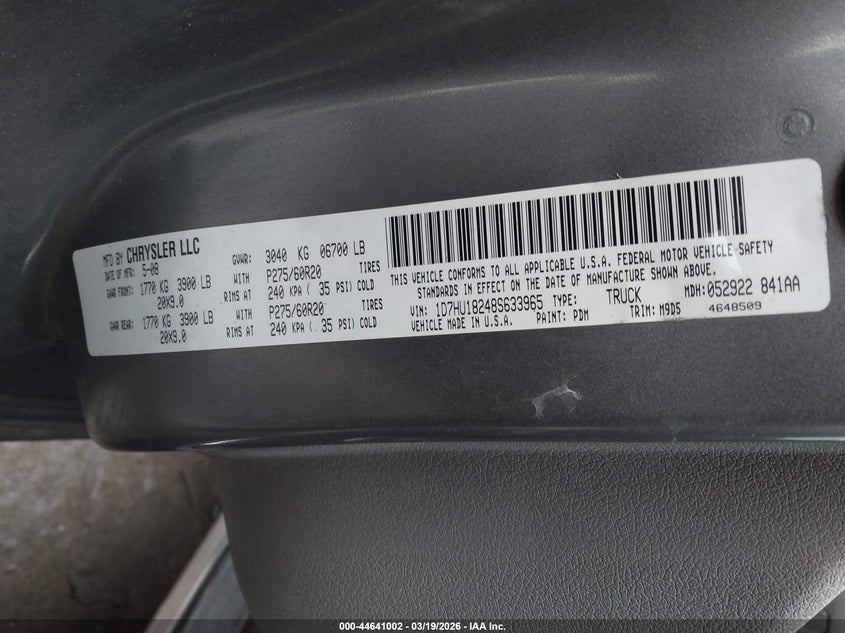 MFD BY CHRYSLER LLC
DATE OF MFR: 5-08 GVWR: 3040 KG 06700 LB
GAWR FRONT: 1770 KG 3900 LB WITH P275/60R20 TIRES
20X9.0 RIMS AT 240 KPA ( 35 PSI) COLD
GAWR REAR: 1770 KG 3900 LB WITH P275/60R20 TIRES
20X9.0 RIMS AT 240 KPA ( 35 PSI) COLD
THIS VEHICLE CONFORMS TO ALL APPLICABLE U.S.A. FEDERAL MOTOR VEHICLE SAFETY
STANDARDS IN EFFECT ON THE DATE OF MANUFACTURE SHOWN ABOVE.
MDH:052922 841AA
VIN: 1D7HU18248S633965 TYPE: TRUCK
VEHICLE MADE IN U.S.A. PAINT: PDM TRIM: M9D5 4648509
000-44641002 - 03/19/2026 - IAA Inc.